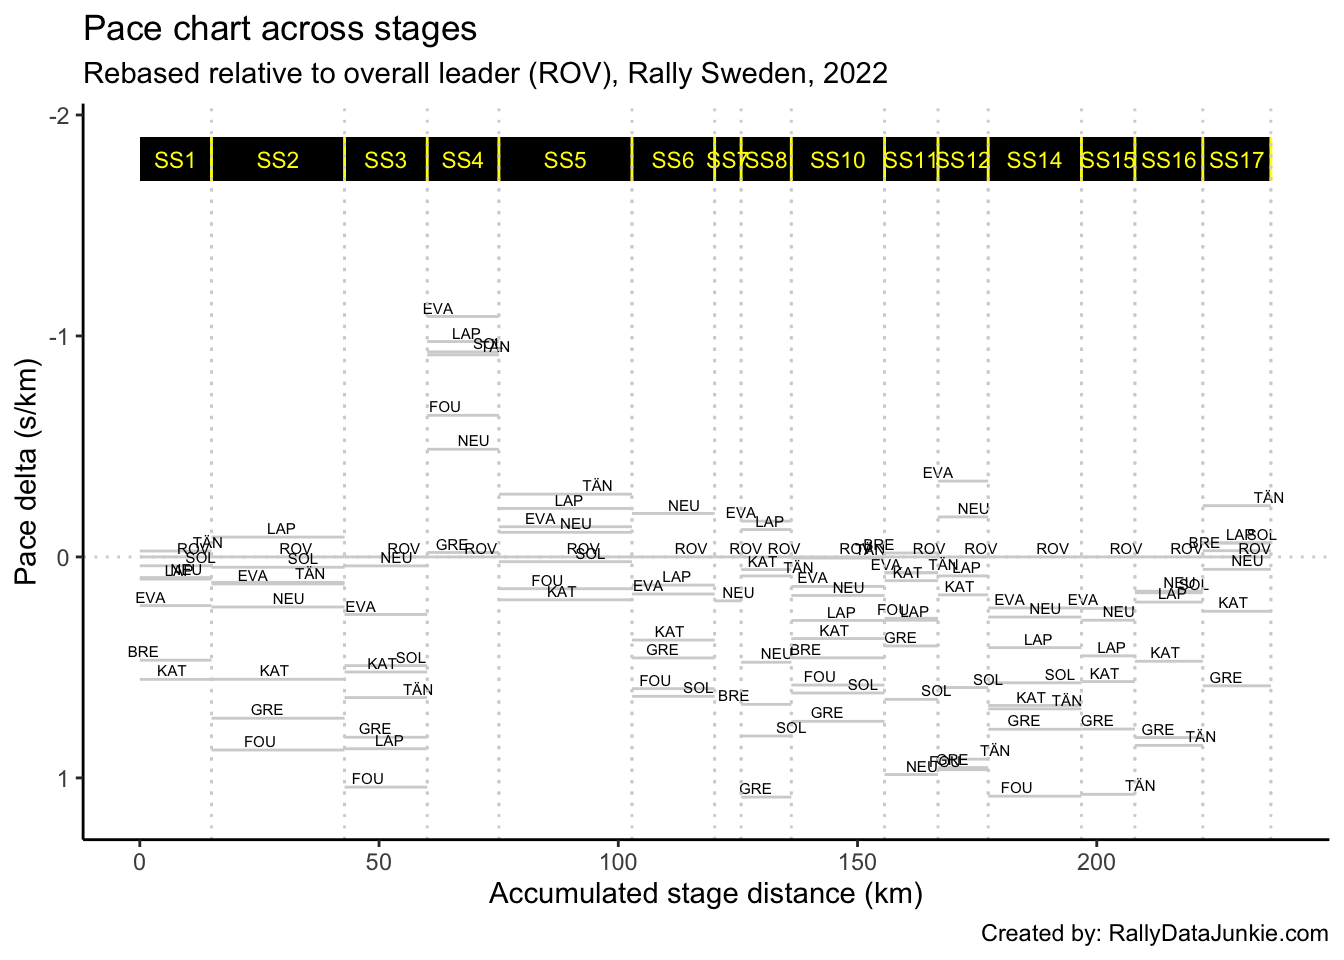 Pace chart across stages
Rebased relative to overall leader (ROV), Rally Sweden, 2022
-2
SS1 SS2 SS3 SS4 SS5 SS6 SS7 SS8 SS10 SS11 SS12 SS14 SS15 SS16 SS17
EVA
-1
LAP SOL TÄN
FOU
NEU
EVA
TÄN
TÄN
LAP NEU NEU
EVA NEU EVA LAP
LAP
TÄN LAP SOL
GRE BRE BRE
0
ROV ROV ROV ROV ROV ROV ROV ROV ROV ROV ROV ROV ROV ROV ROV
SOL SOL NEU SOL KAT TÄN TÄN EVA TÄN LAP NEU
LAP NEU EVA TÄN FOU LAP EVA KAT NEU SOL
EVA NEU EVA KAT EVA NEU NEU KAT EVA NEU EVA NEU LAP KAT
LAP FOU LAP
BRE KAT SOL KAT GRE NEU BRE KAT GRE LAP LAP KAT
KAT KAT FOU SOL FOU SOL SOL SOL SOL KAT GRE
GRE TÄN BRE SOL GRE KAT TÄN GRE GRE GRE TÄN
FOU GRE LAP
NEU FOU GRE TÄN
1
FOU GRE FOU TÄN
0 50 100 150 200
Pace delta (s/km)
Accumulated stage distance (km)
Created by: RallyDataJunkie.com